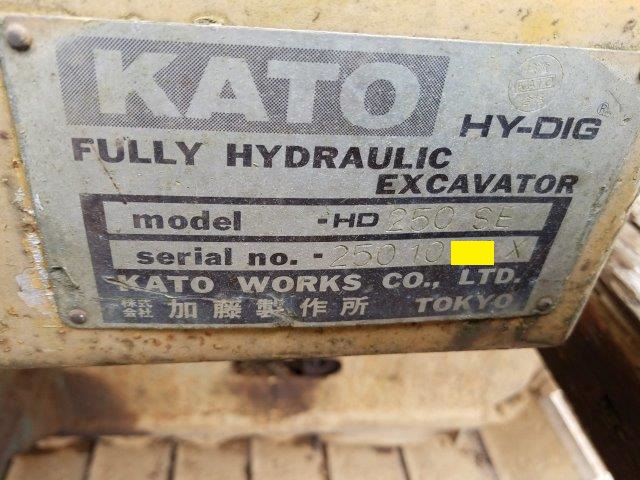 KATO
HY-DIG
FULLY HYDRAULIC
EXCAVATOR
model -HD 250 SE
serial no. - 25010 X
KATO WORKS CO., LTD.
株式会社 加藤製作所 TOKYO